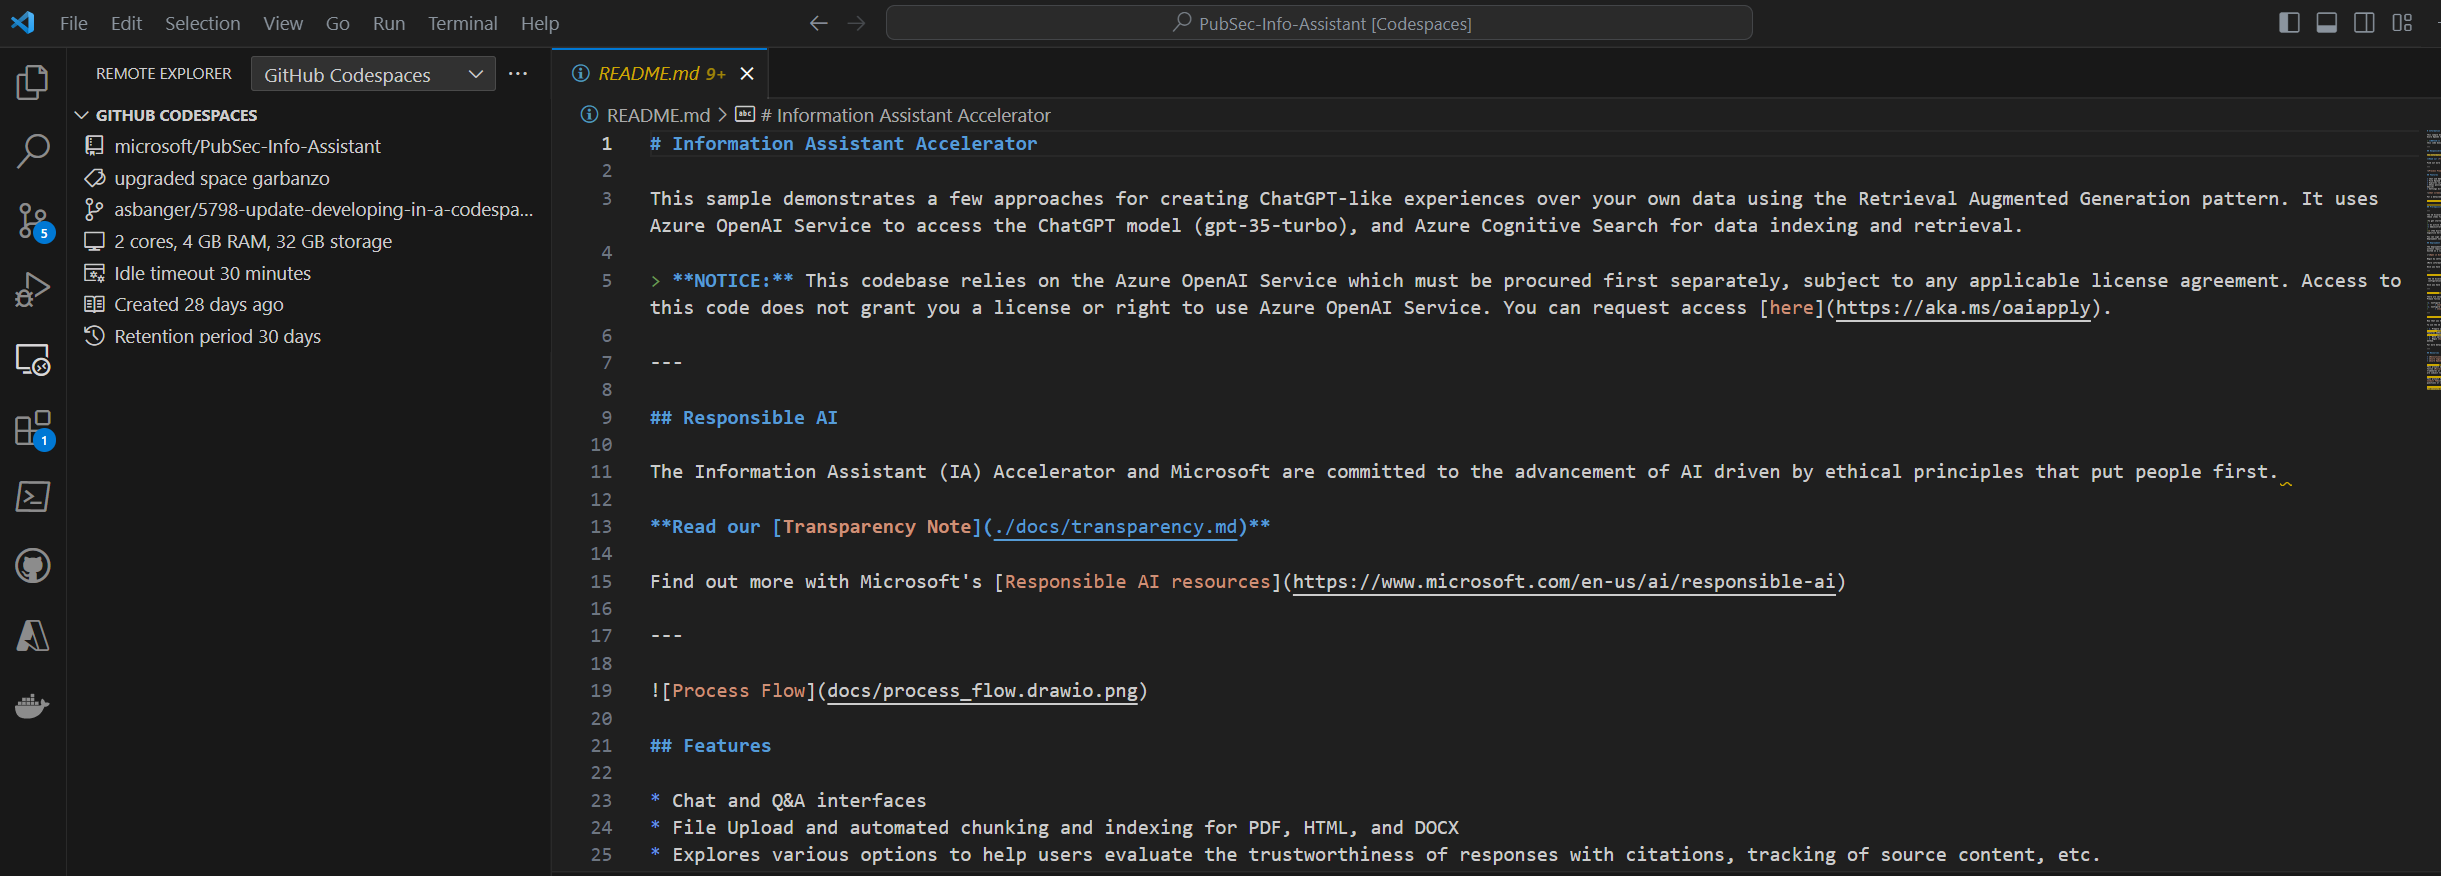 File Edit Selection View Go Run Terminal Help
PubSec-Info-Assistant [Codespaces]
REMOTE EXPLORER
GitHub Codespaces
GITHUB CODESPACES
microsoft/PubSec-Info-Assistant
upgraded space garbanzo
asbanger/5798-update-developing-in-a-codespa...
2 cores, 4 GB RAM, 32 GB storage
Idle timeout 30 minutes
Created 28 days ago
Retention period 30 days
5
1
README.md 9+
README.md > # Information Assistant Accelerator
1 # Information Assistant Accelerator
2
3 This sample demonstrates a few approaches for creating ChatGPT-like experiences over your own data using the Retrieval Augmented Generation pattern. It uses
Azure OpenAI Service to access the ChatGPT model (gpt-35-turbo), and Azure Cognitive Search for data indexing and retrieval.
4
5 > **NOTICE:** This codebase relies on the Azure OpenAI Service which must be procured first separately, subject to any applicable license agreement. Access to
this code does not grant you a license or right to use Azure OpenAI Service. You can request access [here](https://aka.ms/oaiapply).
6
7 ---
8
9 ## Responsible AI
10
11 The Information Assistant (IA) Accelerator and Microsoft are committed to the advancement of AI driven by ethical principles that put people first.
12
13 **Read our [Transparency Note](./docs/transparency.md)**
14
15 Find out more with Microsoft's [Responsible AI resources](https://www.microsoft.com/en-us/ai/responsible-ai)
16
17 ---
18
19 ![Process Flow](docs/process_flow.drawio.png)
20
21 ## Features
22
23 * Chat and Q&A interfaces
24 * File Upload and automated chunking and indexing for PDF, HTML, and DOCX
25 * Explores various options to help users evaluate the trustworthiness of responses with citations, tracking of source content, etc.